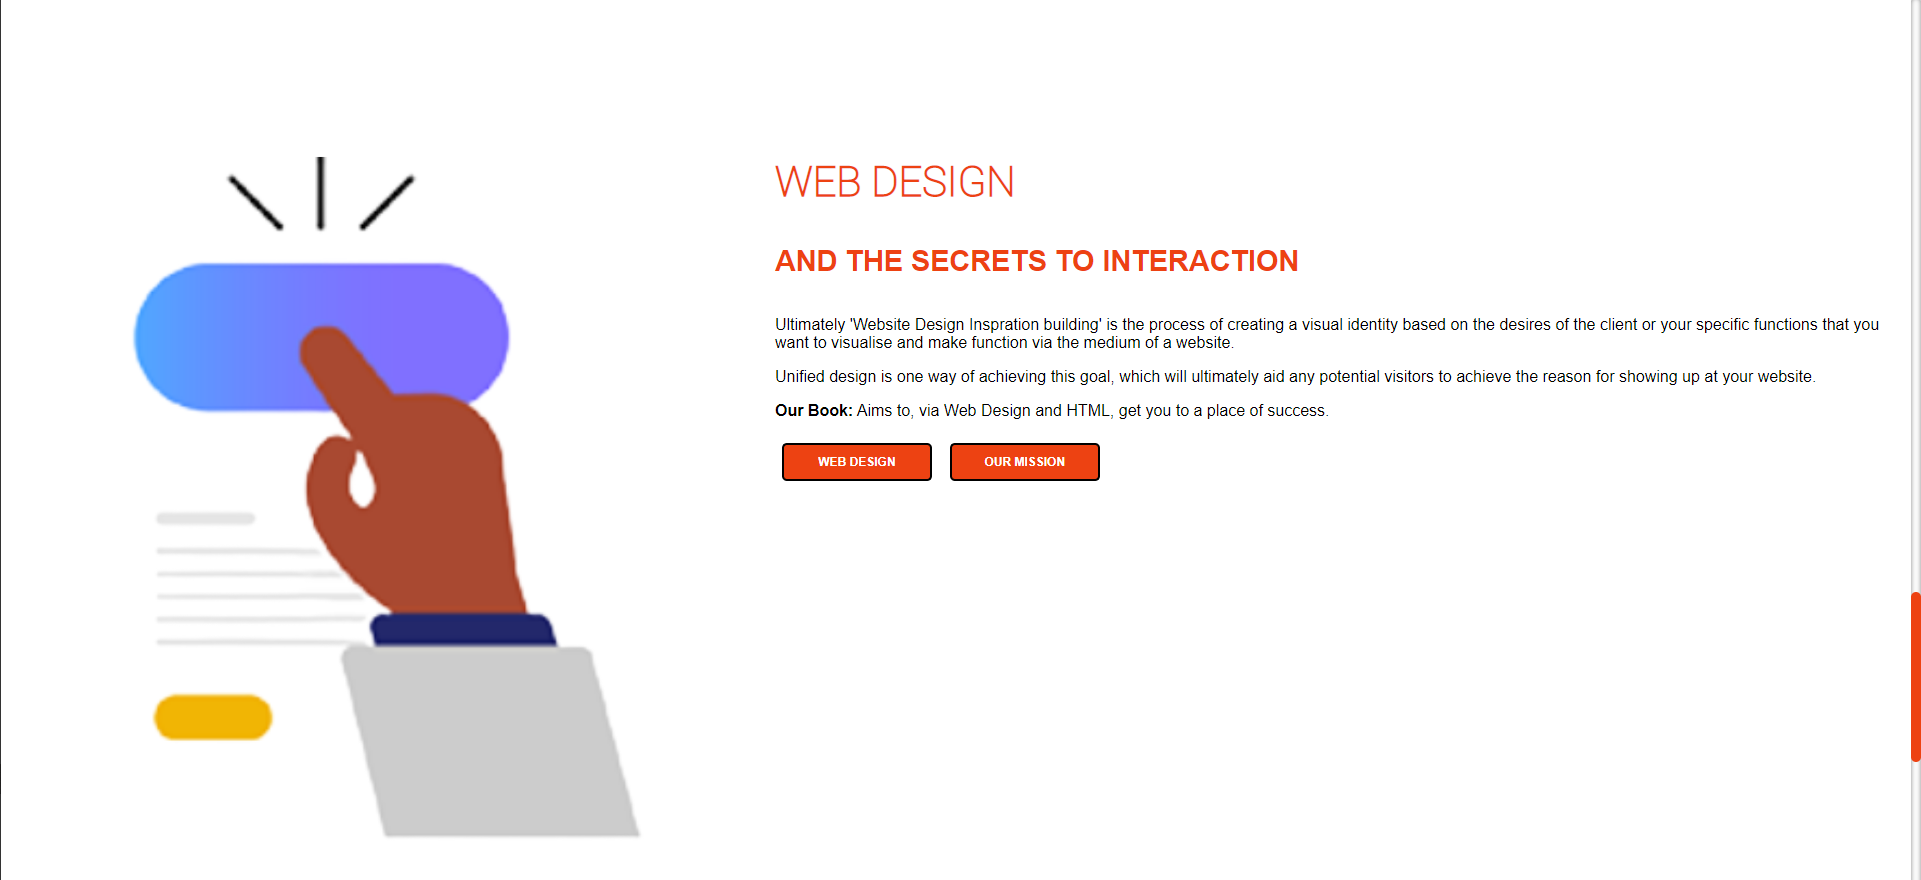 WEB DESIGN
AND THE SECRETS TO INTERACTION
Ultimately 'Website Design Inspration building' is the process of creating a visual identity based on the desires of the client or your specific functions that you
want to visualise and make function via the medium of a website.
Unified design is one way of achieving this goal, which will ultimately aid any potential visitors to achieve the reason for showing up at your website.
Our Book: Aims to, via Web Design and HTML, get you to a place of success.
WEB DESIGN
OUR MISSION